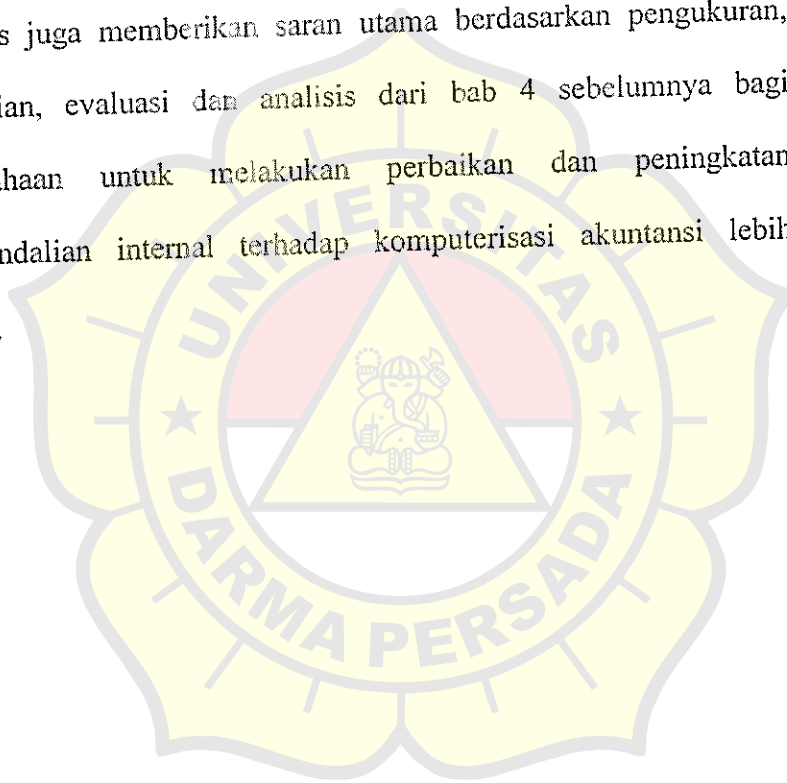 s juga memberikan saran utama berdasarkan pengukuran,
ian, evaluasi dan analisis dari bab 4 sebelumnya bagi
haan untuk melakukan perbaikan dan peningkatan
ndalian internal terhadap komputerisasi akuntansi lebih
UNIVERSITAS
DARMA PERSADA